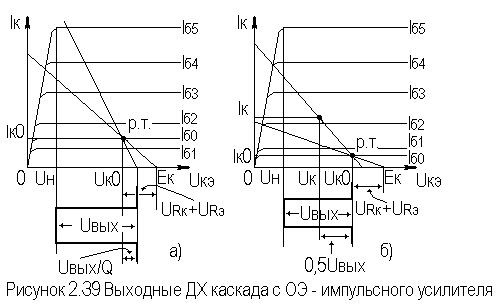 Iк Iб5 Iк Iб5
Iб4 Iб4
Iб3 Iб3
Iк
Iб2 Iб2
р.т. р.т.
Iк0 Iб0 Iб1
Iб1 Iк0 Iб0
0 Uн Uк0 Eк Uкэ 0 Uн Uк Uк0 Eк Uкэ
URк+URэ URк+URэ
Uвых Uвых
а) б)
Uвых/Q 0,5Uвых
Рисунок 2.39 Выходные ДХ каскада с ОЭ - импульсного усилителя